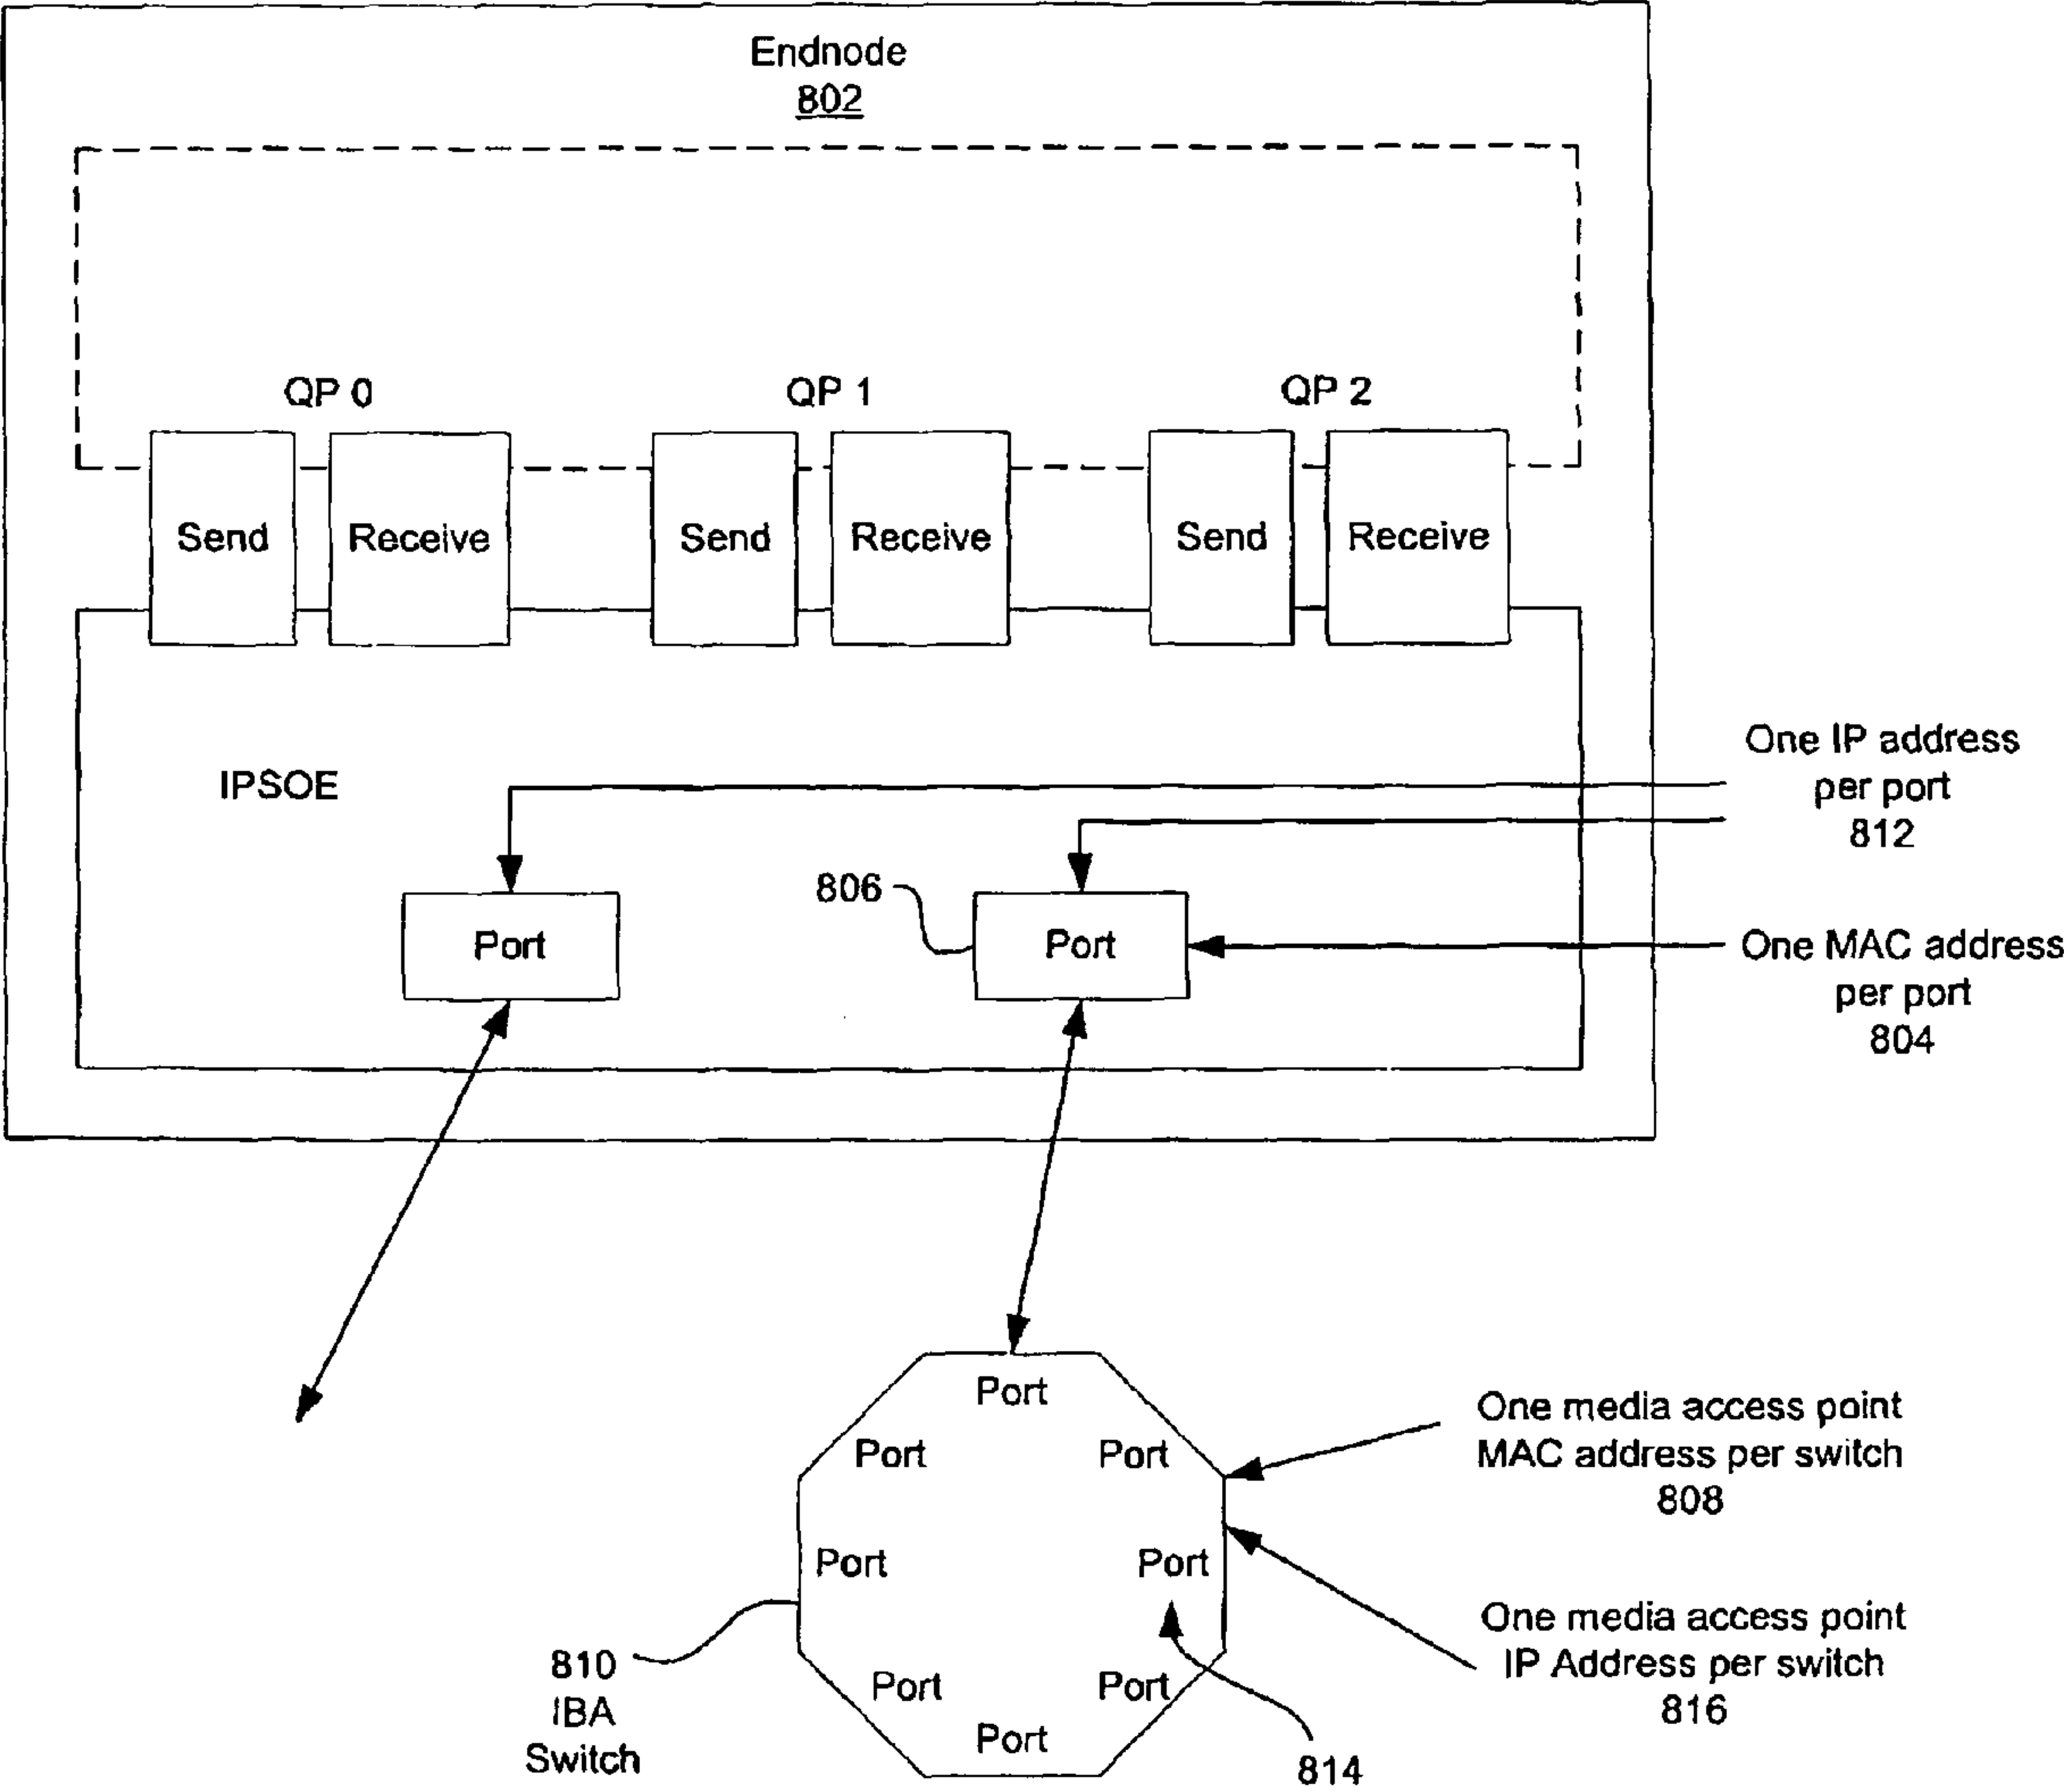 Endnode
802
QP 0
QP 1
QP 2
Send
Receive
Send
Receive
Send
Receive
IPSOE
One IP address
per port
812
806
Port
Port
One MAC address
per port
804
Port
Port
Port
Port
Port
Port
Port
Port
One media access point
MAC address per switch
808
One media access point
IP Address per switch
816
810
IBA
Switch
814